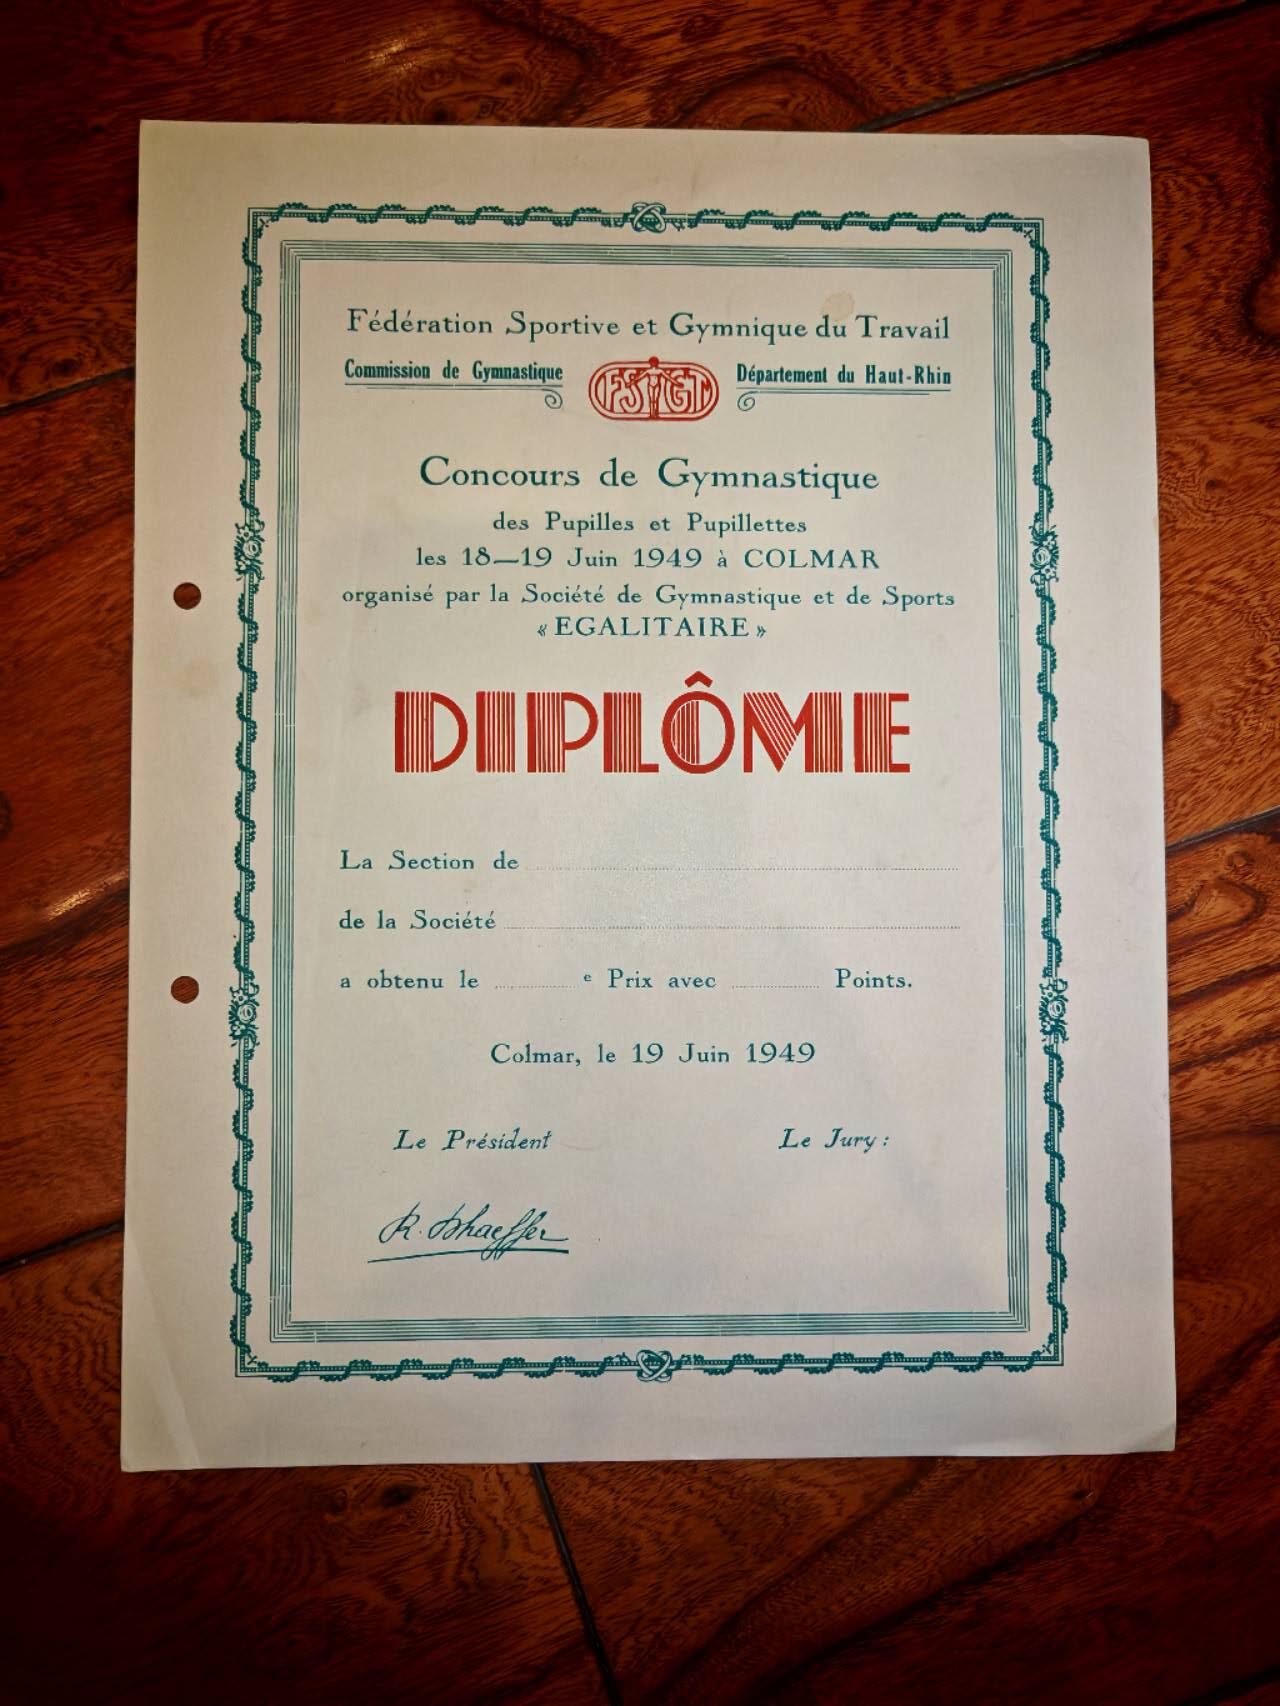 Fédération Sportive et Gymnique du Travail
Commission de Gymnastique FSGT Département du Haut-Rhin
Concours de Gymnastique
des Pupilles et Pupillettes
les 18—19 Juin 1949 à COLMAR
organisé par la Société de Gymnastique et de Sports
« EGALITAIRE »
DIPLÔME
La Section de
de la Société
a obtenu le e Prix avec Points.
Colmar, le 19 Juin 1949
Le Président Le Jury :
R. Schaeffer